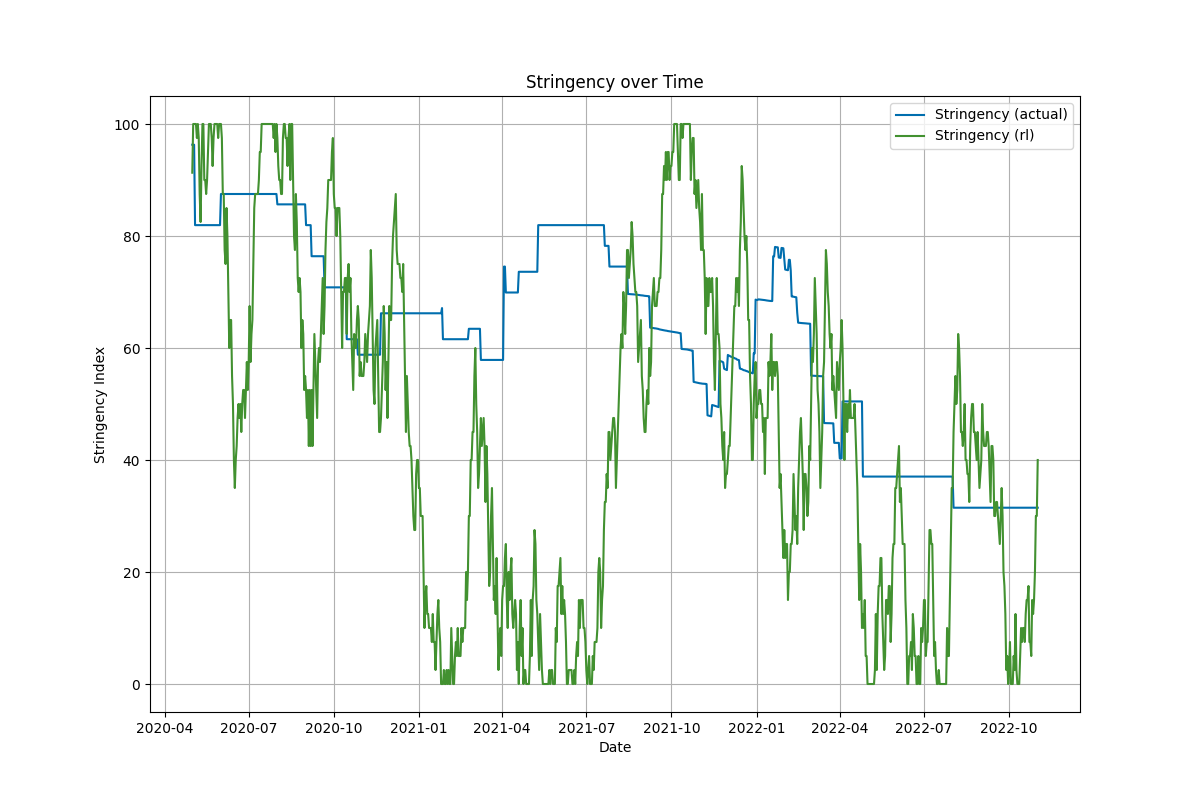 Stringency over Time
Stringency (actual)
Stringency (rl)
Stringency Index
100
80
60
40
20
0
2020-04 2020-07 2020-10 2021-01 2021-04 2021-07 2021-10 2022-01 2022-04 2022-07 2022-10
Date